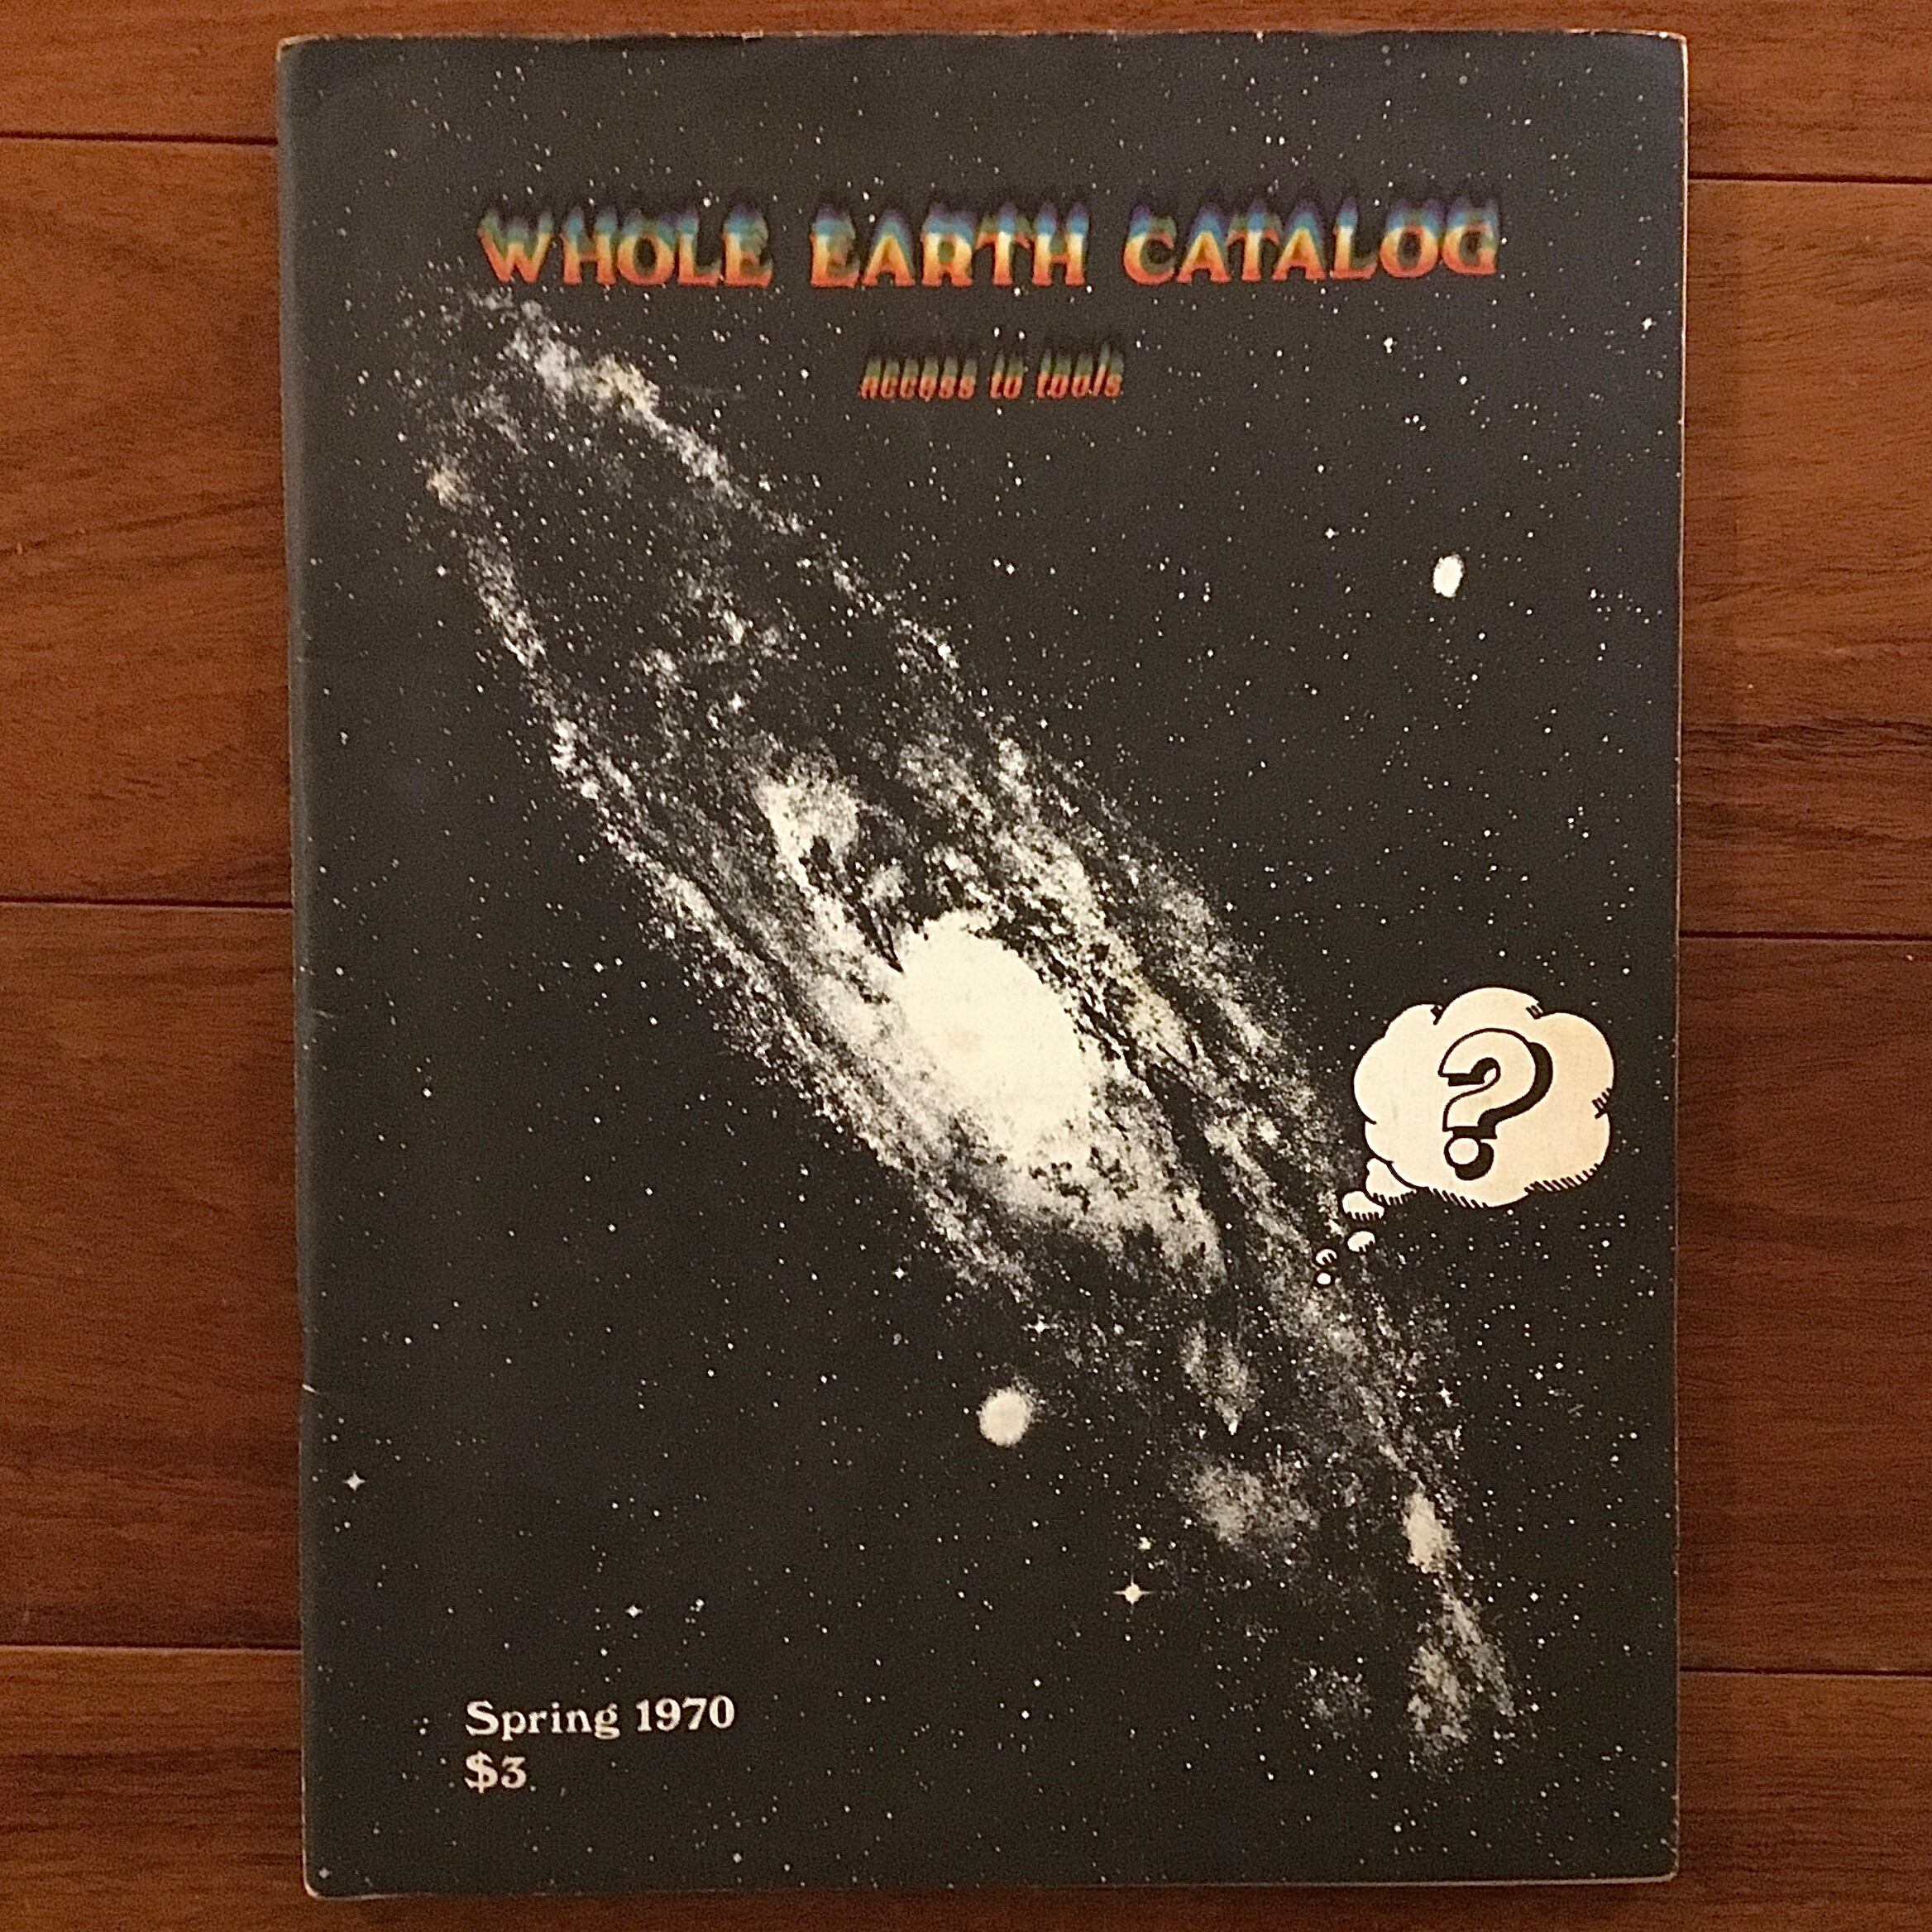 WHOLE EARTH CATALOG
access to tools
?
Spring 1970
$3